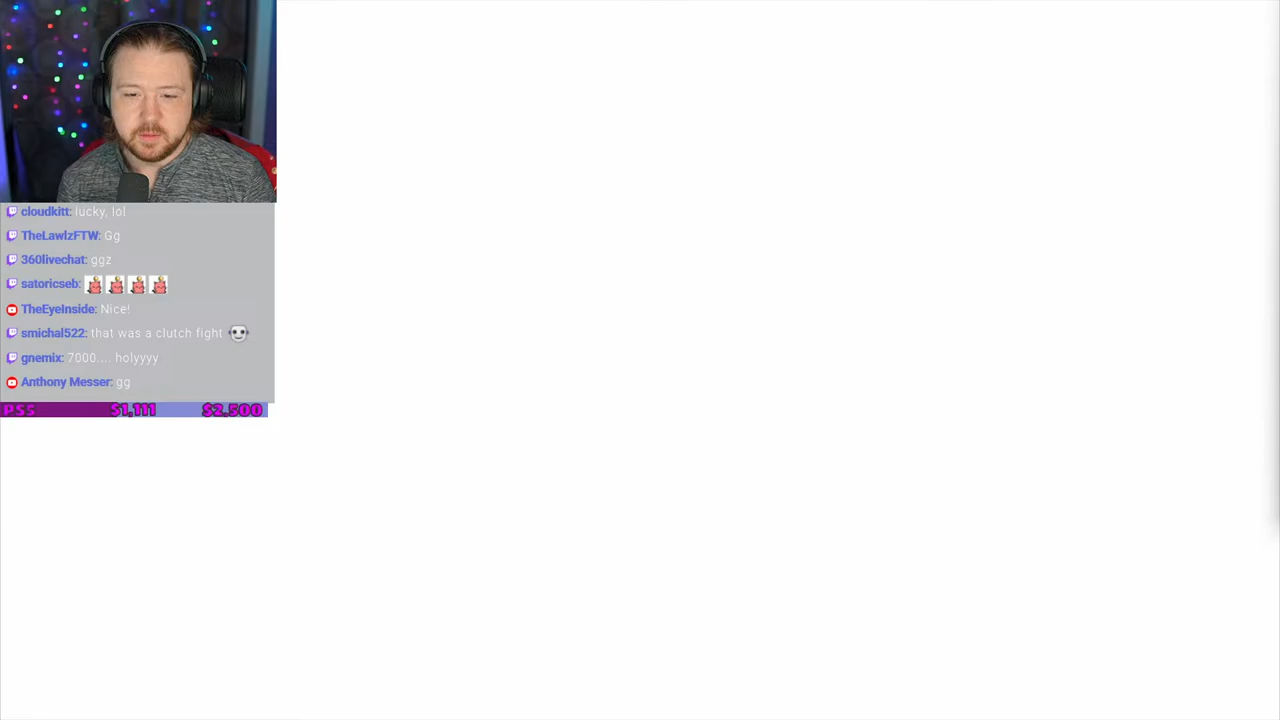 cloudkitt: lucky, lol
TheLawlzFTW: Gg
360livechat: ggz
satoricseb:
TheEyeInside: Nice!
smichal522: that was a clutch fight
gnemix: 7000.... holyyyy
Anthony Messer: gg
PS5 $1,111 $2,500